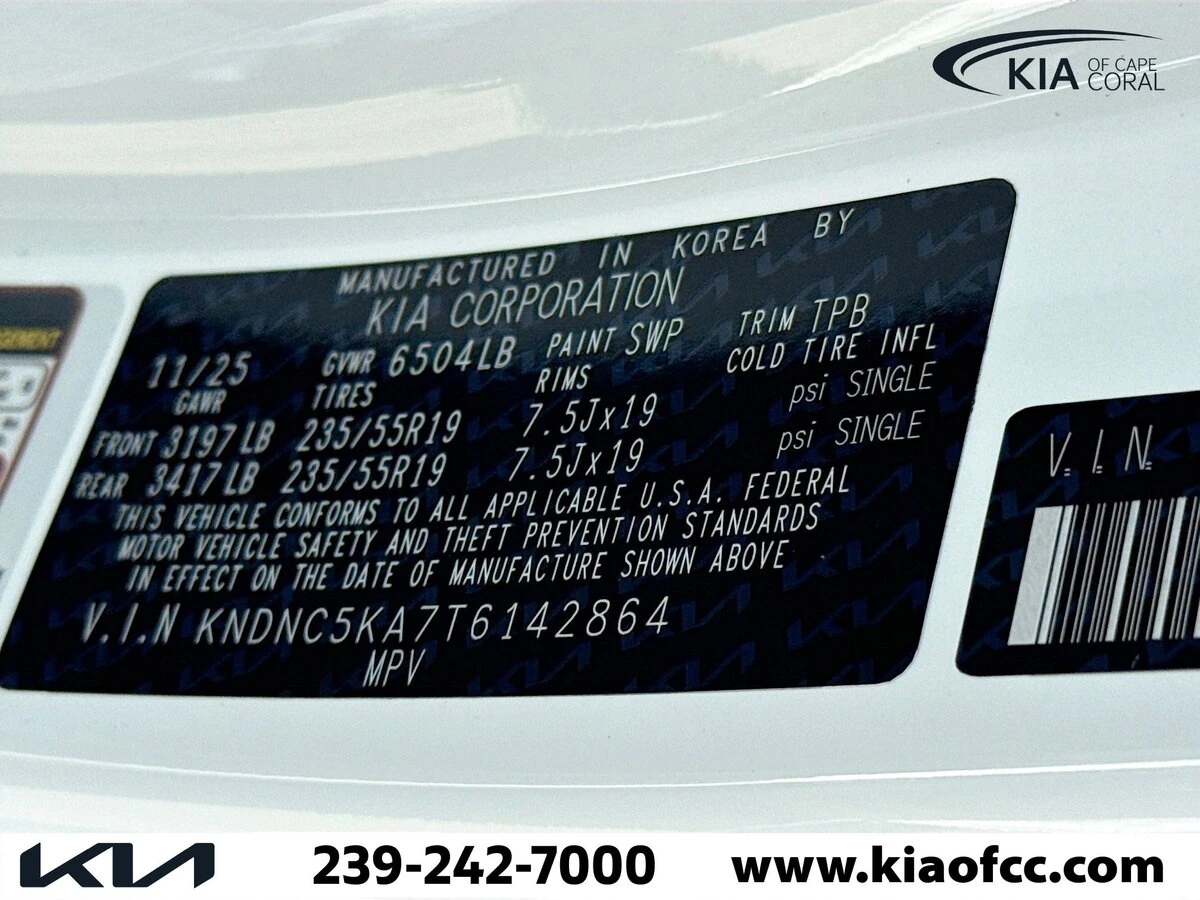 KIA OF CAPE CORAL
MANUFACTURED IN KOREA BY
KIA CORPORATION
11/25 GVWR 6504LB PAINT SWP TRIM TPB
GAWR TIRES RIMS COLD TIRE INFL
FRONT 3197LB 235/55R19 7.5Jx19 psi SINGLE
REAR 3417LB 235/55R19 7.5Jx19 psi SINGLE
THIS VEHICLE CONFORMS TO ALL APPLICABLE U.S.A. FEDERAL
MOTOR VEHICLE SAFETY AND THEFT PREVENTION STANDARDS
IN EFFECT ON THE DATE OF MANUFACTURE SHOWN ABOVE
V.I.N KNDNC5KA7T6142864
MPV
V.I.N.
KIA 239-242-7000 www.kiaofcc.com